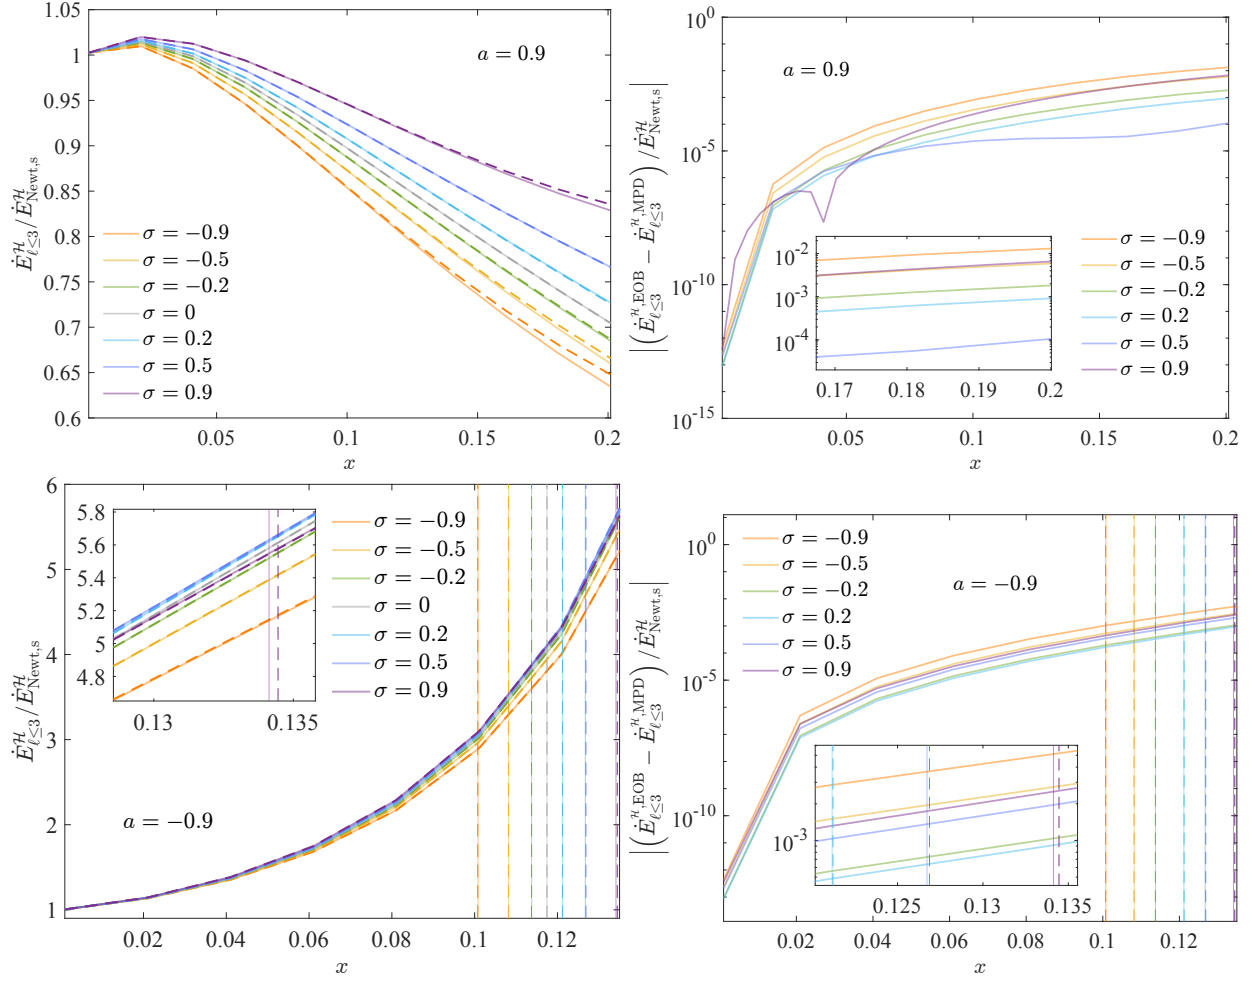 1.05
1
0.95
0.9
0.85
0.8
0.75
0.7
0.65
0.6
0.05
0.1
0.15
0.2
x
Ė^ℋ_{ℓ≤3}/Ė^ℋ_{Newt,s}
a = 0.9
σ = −0.9
σ = −0.5
σ = −0.2
σ = 0
σ = 0.2
σ = 0.5
σ = 0.9
10^0
10^{-5}
10^{-10}
10^{-15}
0.05
0.1
0.15
0.2
x
|(Ė^{ℋ,EOB}_{ℓ≤3} − Ė^{ℋ,MPD}_{ℓ≤3}) /Ė^ℋ_{Newt,s}|
a = 0.9
10^{-2}
10^{-3}
10^{-4}
0.17
0.18
0.19
0.2
σ = −0.9
σ = −0.5
σ = −0.2
σ = 0.2
σ = 0.5
σ = 0.9
6
5
4
3
2
1
0.02
0.04
0.06
0.08
0.1
0.12
x
Ė^ℋ_{ℓ≤3}/Ė^ℋ_{Newt,s}
5.8
5.6
5.4
5.2
5
4.8
0.13
0.135
σ = −0.9
σ = −0.5
σ = −0.2
σ = 0
σ = 0.2
σ = 0.5
σ = 0.9
a = −0.9
10^0
10^{-5}
10^{-10}
0.02
0.04
0.06
0.08
0.1
0.12
x
|(Ė^{ℋ,EOB}_{ℓ≤3} − Ė^{ℋ,MPD}_{ℓ≤3}) /Ė^ℋ_{Newt,s}|
σ = −0.9
σ = −0.5
σ = −0.2
σ = 0.2
σ = 0.5
σ = 0.9
a = −0.9
10^{-3}
0.125
0.13
0.135